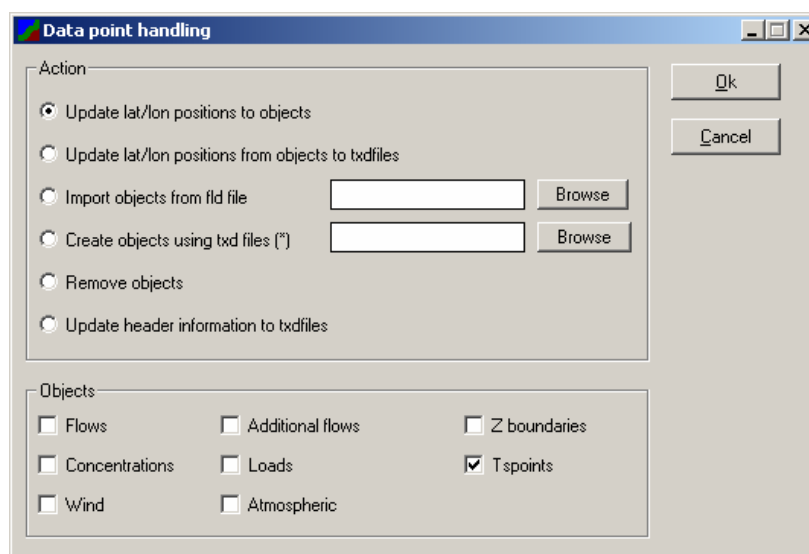 Data point handling
Action
Update lat/lon positions to objects
Update lat/lon positions from objects to txdfiles
Import objects from fld file
Browse
Create objects using txd files (*)
Browse
Remove objects
Update header information to txdfiles
Ok
Cancel
Objects
Flows
Additional flows
Z boundaries
Concentrations
Loads
Tspoints
Wind
Atmospheric